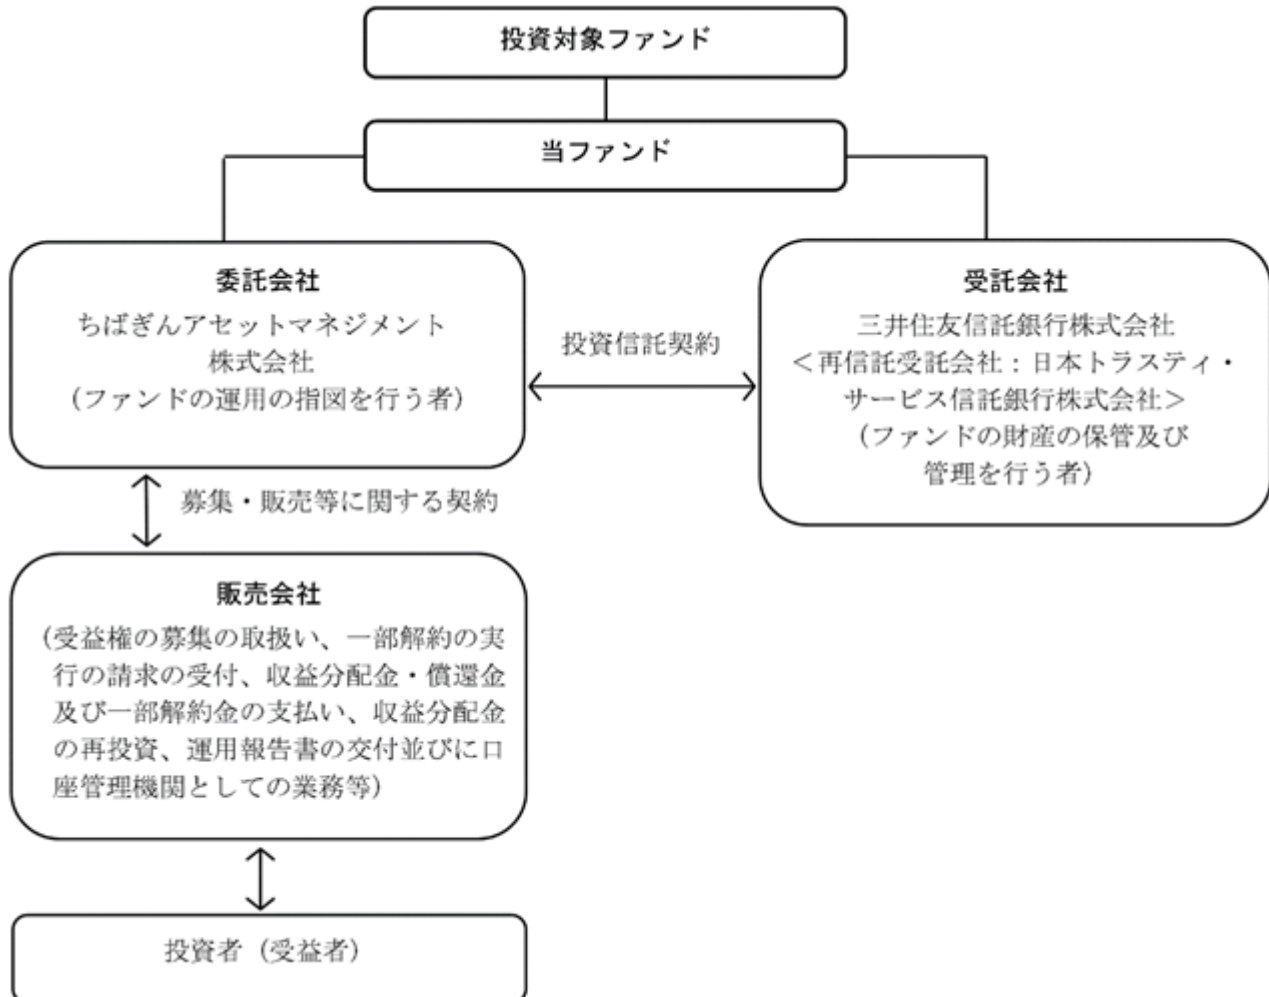 投資対象ファンド
当ファンド
委託会社
ちばぎんアセットマネジメント
株式会社
(ファンドの運用の指図を行う者)
投資信託契約
受託会社
三井住友信託銀行株式会社
<再信託受託会社：日本トラスティ・
サービス信託銀行株式会社>
(ファンドの財産の保管及び
管理を行う者)
募集・販売等に関する契約
販売会社
(受益権の募集の取扱い、一部解約の実
行の請求の受付、収益分配金・償還金
及び一部解約金の支払い、収益分配金
の再投資、運用報告書の交付並びに口
座管理機関としての業務等)
投資者 (受益者)